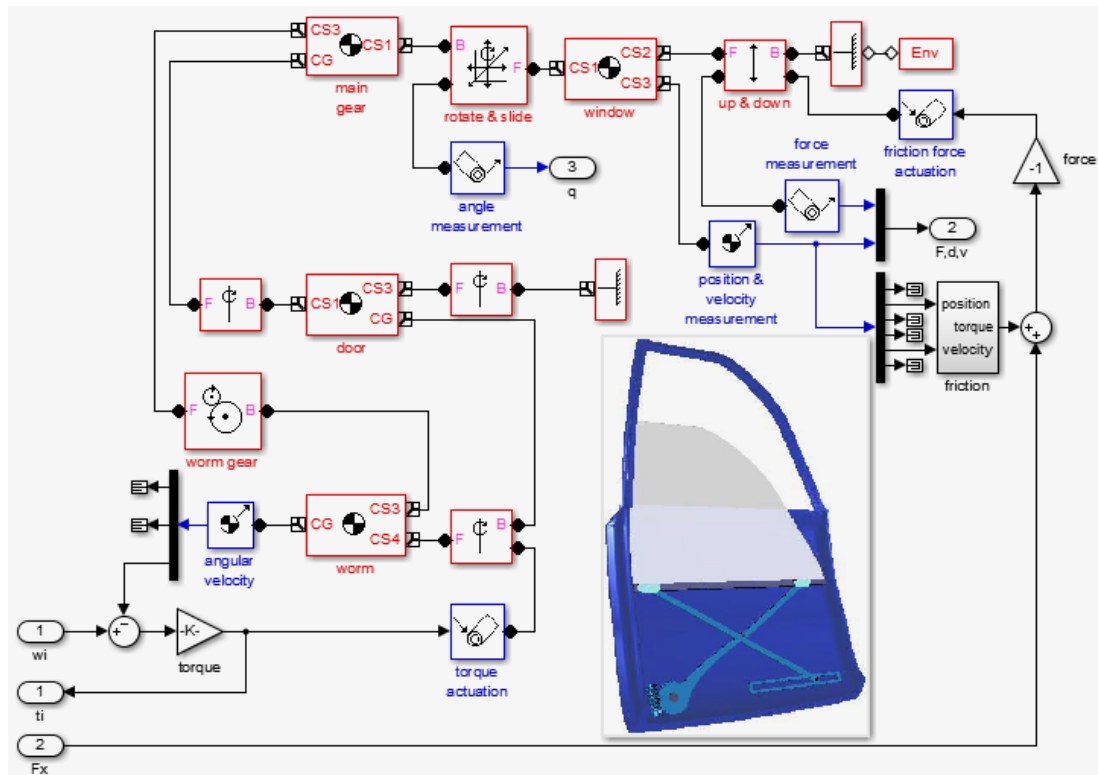 CS3
CG
CS1
main
gear
B
F
rotate & slide
CS1
CS2
CS3
window
F
B
up & down
Env
friction force
actuation
-1
force
force
measurement
angle
measurement
3
q
position &
velocity
measurement
2
F,d,v
F
B
CS1
CS3
CG
door
F
B
position
torque
velocity
friction
+
+
F
B
worm gear
CG
CS3
CS4
worm
B
F
angular
velocity
1
wi
+
−
-K-
torque
torque
actuation
1
ti
2
Fx